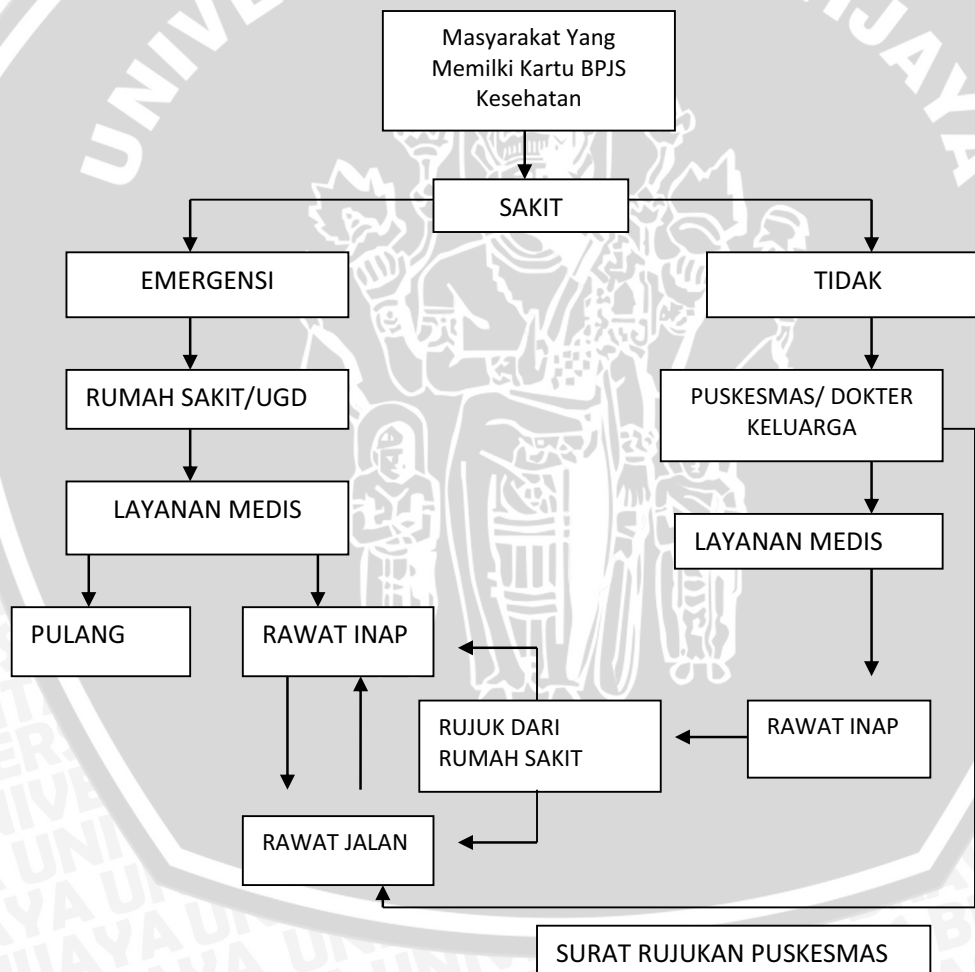 Masyarakat Yang
Memilki Kartu BPJS
Kesehatan
SAKIT
EMERGENSI
TIDAK
RUMAH SAKIT/UGD
PUSKESMAS/ DOKTER
KELUARGA
LAYANAN MEDIS
LAYANAN MEDIS
PULANG
RAWAT INAP
RUJUK DARI
RUMAH SAKIT
RAWAT INAP
RAWAT JALAN
SURAT RUJUKAN PUSKESMAS